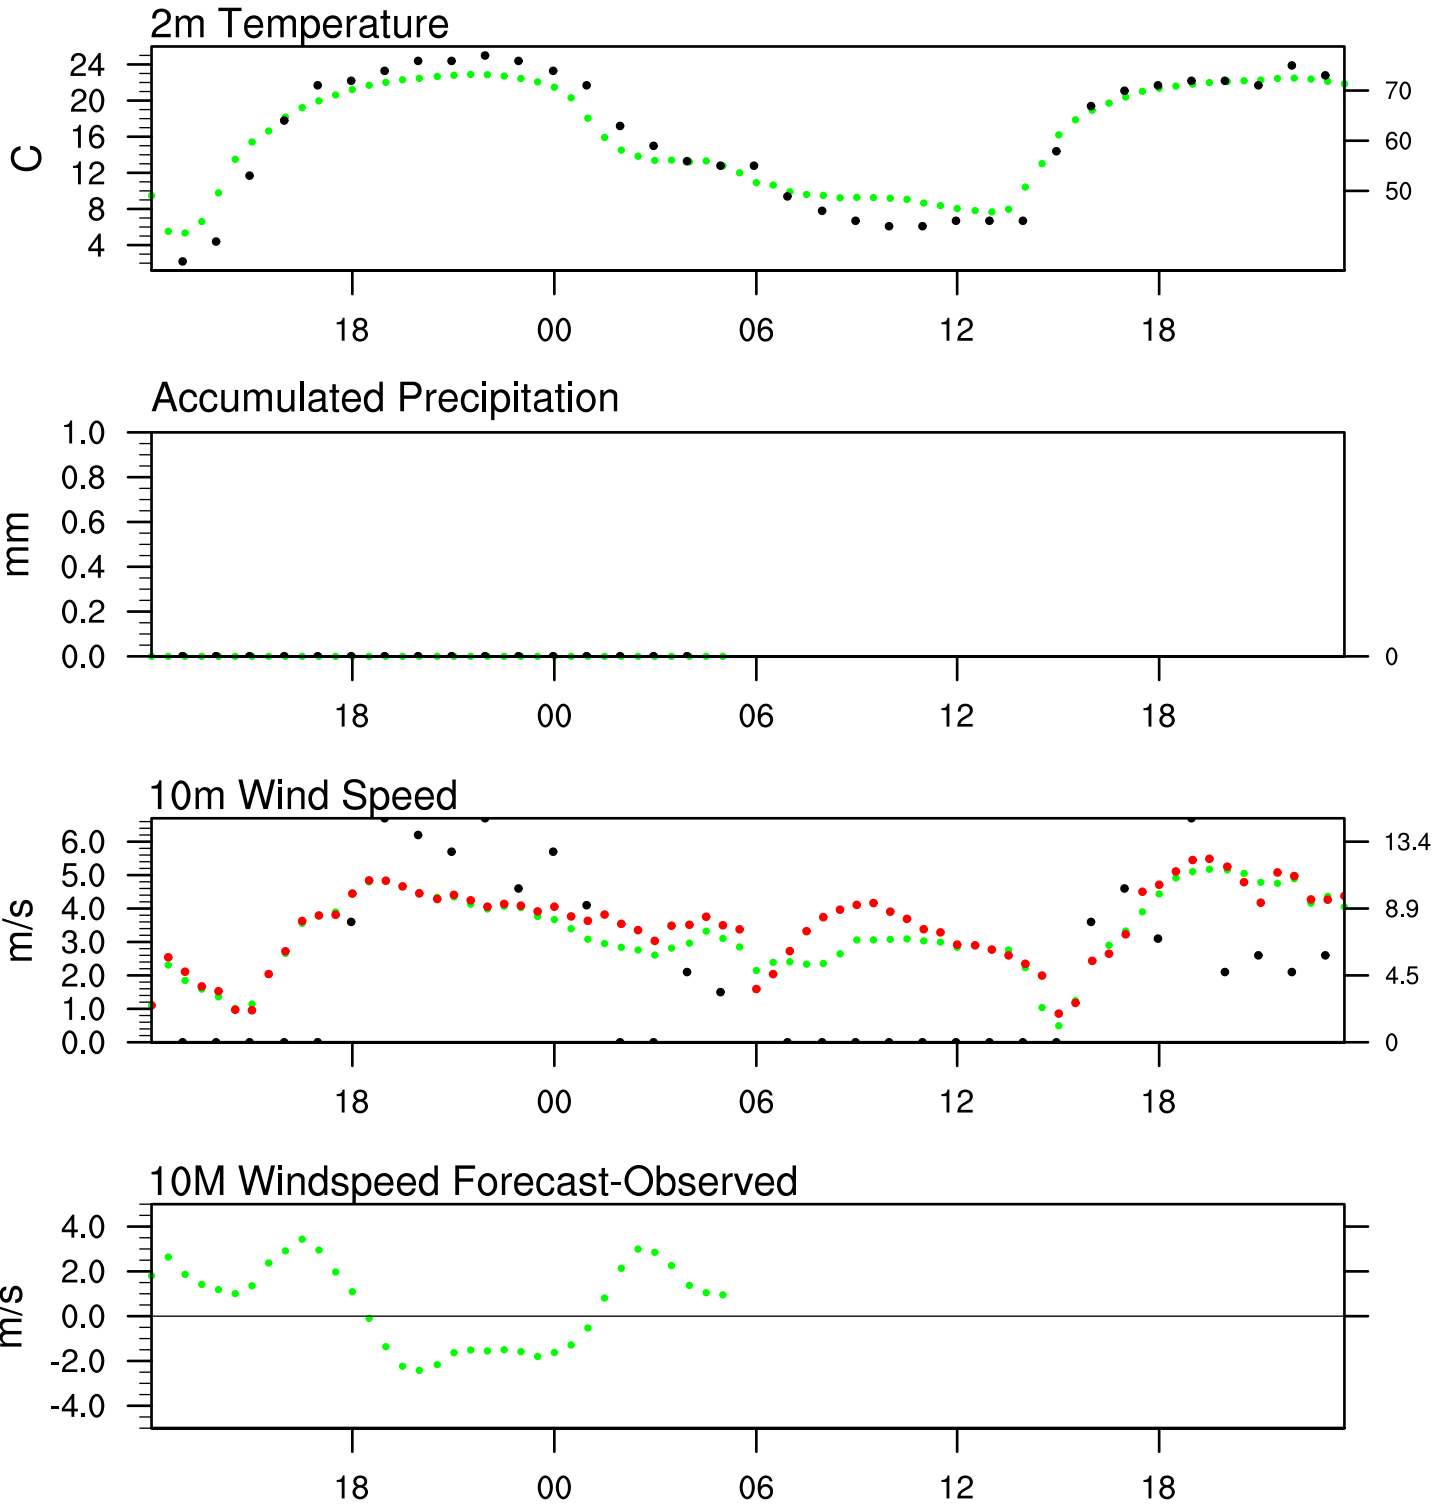 2m Temperature
24
20
16
12
8
4
C
70
60
50
18 00 06 12 18
Accumulated Precipitation
1.0
0.8
0.6
0.4
0.2
0.0
mm
0
18 00 06 12 18
10m Wind Speed
6.0
5.0
4.0
3.0
2.0
1.0
0.0
m/s
13.4
8.9
4.5
0
18 00 06 12 18
10M Windspeed Forecast-Observed
4.0
2.0
0.0
-2.0
-4.0
m/s
18 00 06 12 18